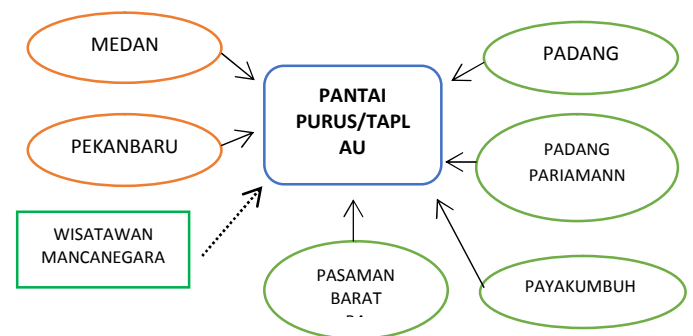 MEDAN
PADANG
PANTAI
PURUS/TAPL
AU
PEKANBARU
PADANG
PARIAMANN
WISATAWAN
MANCANEGARA
PASAMAN
BARAT
PAYAKUMBUH